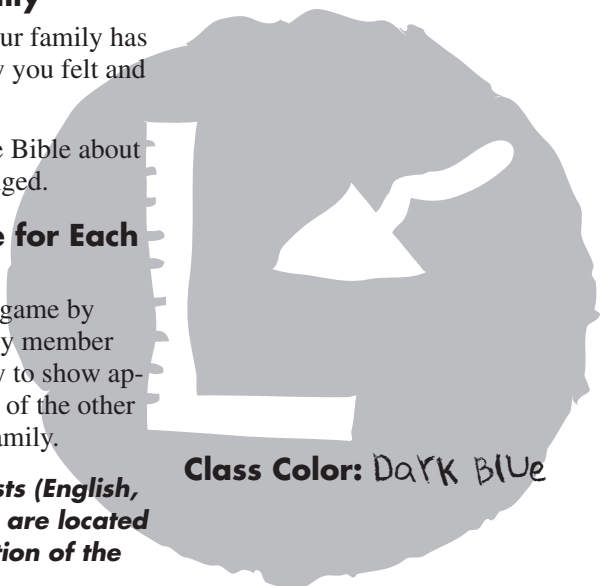 ur family has
you felt and
Bible about
ged.
for Each
game by
y member
to show ap-
of the other
amily.
Class Color: Dark Blue
sts (English,
are located
tion of the